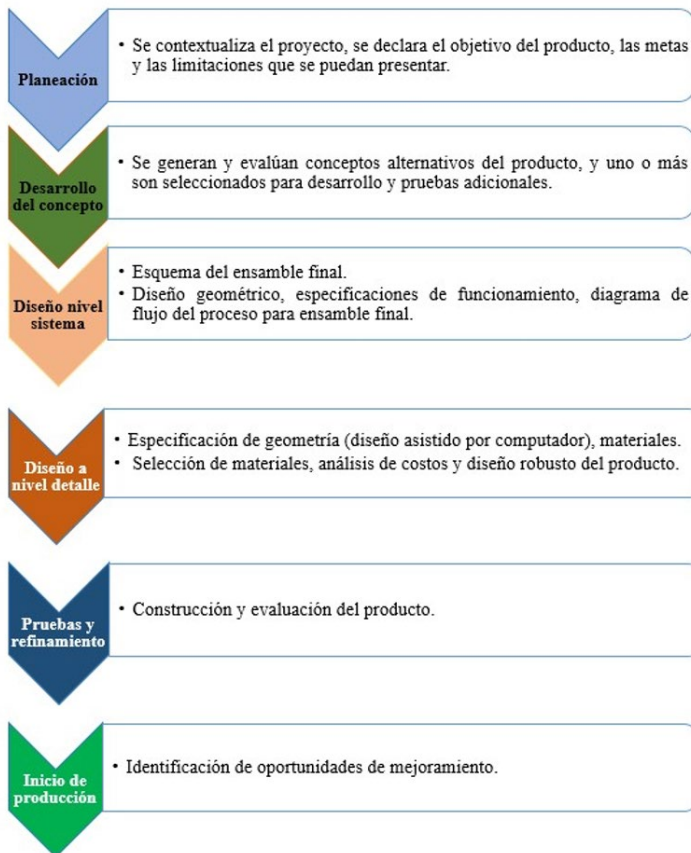 Planeación
• Se contextualiza el proyecto, se declara el objetivo del producto, las metas
y las limitaciones que se puedan presentar.
Desarrollo
del concepto
• Se generan y evalúan conceptos alternativos del producto, y uno o más
son seleccionados para desarrollo y pruebas adicionales.
Diseño nivel
sistema
• Esquema del ensamble final.
• Diseño geométrico, especificaciones de funcionamiento, diagrama de
flujo del proceso para ensamble final.
Diseño a
nivel detalle
• Especificación de geometría (diseño asistido por computador), materiales.
• Selección de materiales, análisis de costos y diseño robusto del producto.
Pruebas y
refinamiento
• Construcción y evaluación del producto.
Inicio de
producción
• Identificación de oportunidades de mejoramiento.